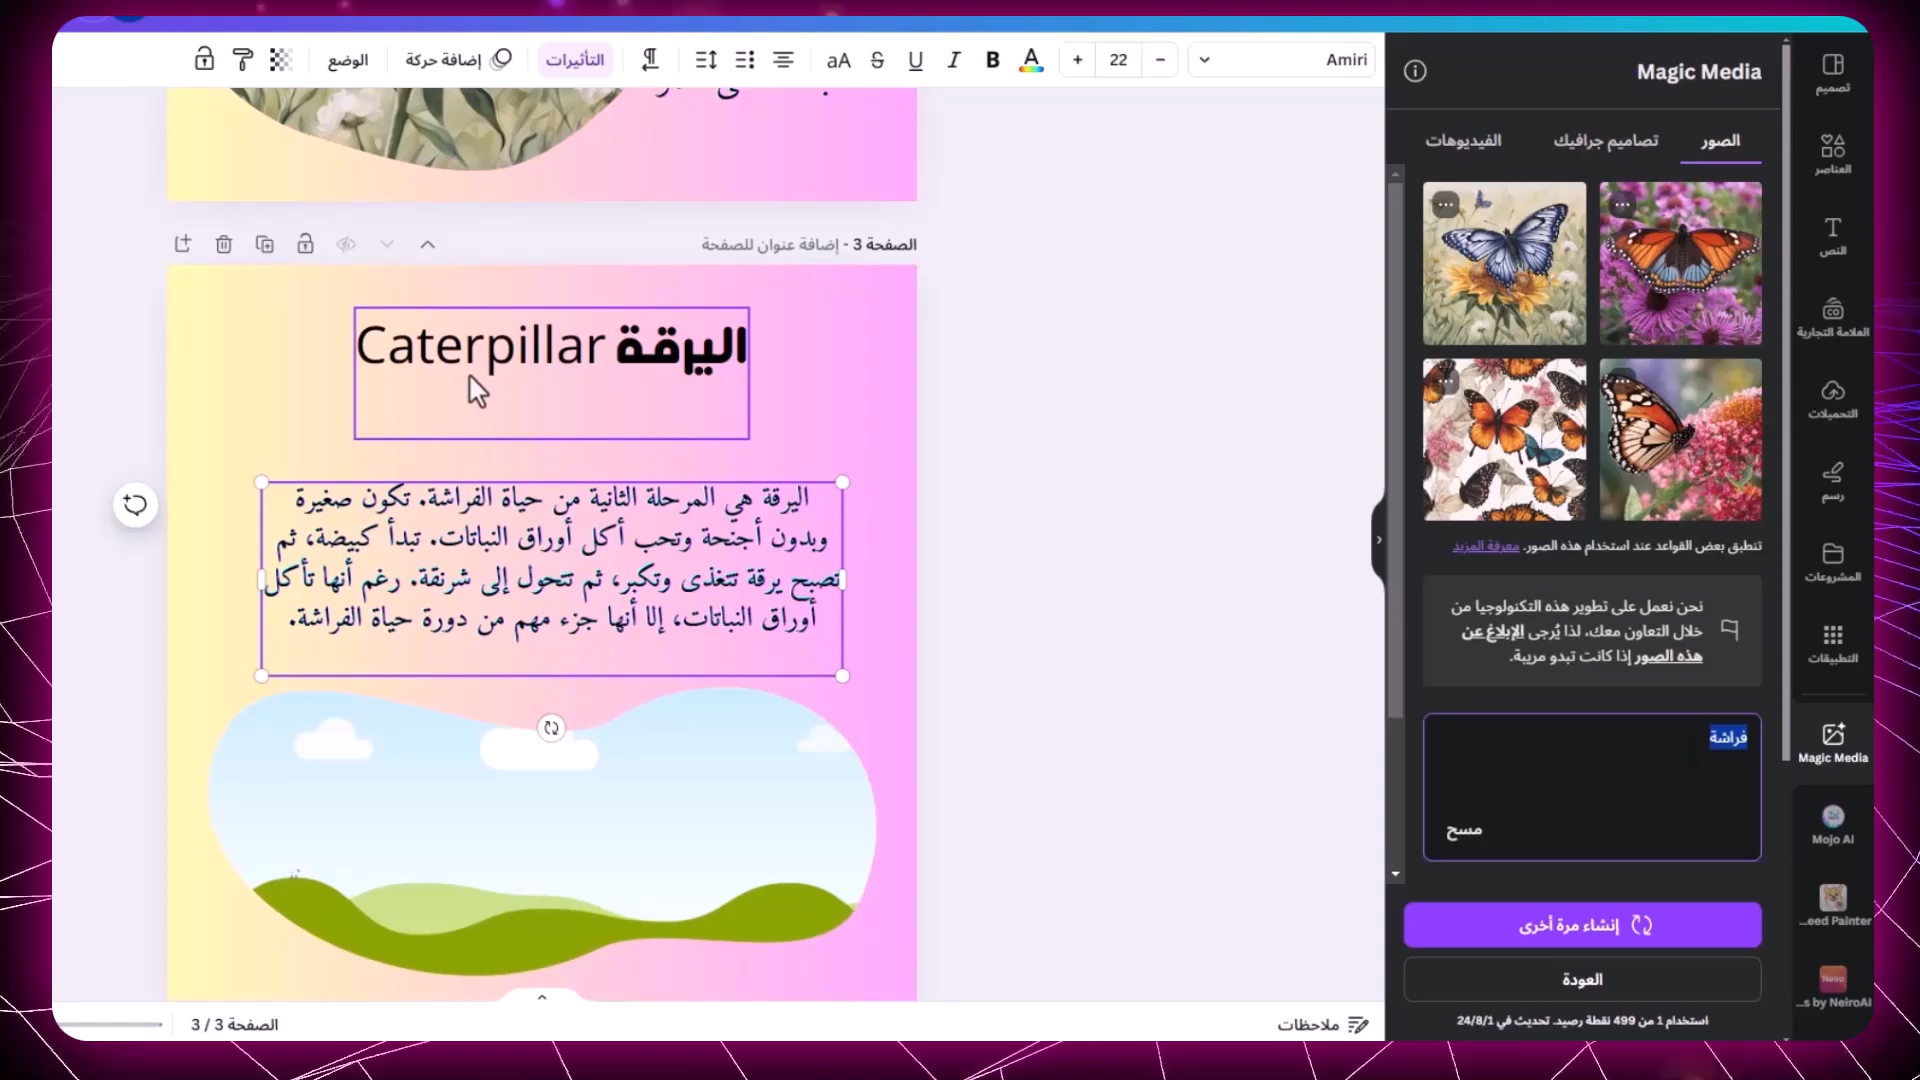 التأثيرات
إضافة حركة
الوضع
aA
S
U
I
B
A
+ 22 −
Amiri
الصفحة 3 - إضافة عنوان للصفحة
اليرقة Caterpillar
اليرقة هي المرحلة الثانية من حياة الفراشة. تكون صغيرة
وبدون أجنحة وتحب أكل أوراق النباتات. تبدأ كبيضة، ثم
تصبح يرقة تتغذى وتكبر، ثم تتحول إلى شرنقة. رغم أنها تأكل
أوراق النباتات، إلا أنها جزء مهم من دورة حياة الفراشة.
الصفحة 3 / 3
ملاحظات
Magic Media
الصور
تصاميم جرافيك
الفيديوهات
تنطبق بعض القواعد عند استخدام هذه الصور. معرفة المزيد
نحن نعمل على تطوير هذه التكنولوجيا من
خلال التعاون معك، لذا يُرجى الإبلاغ عن
هذه الصور إذا كانت تبدو مريبة.
فراشة
مسح
إنشاء مرة أخرى
العودة
استخدام 1 من 499 نقطة رصيد. تحديث في 24/8/1
تصميم
العناصر
النص
العلامة التجارية
التحميلات
رسم
المشروعات
التطبيقات
Magic Media
Mojo AI
...eed Painter
...s by NeiroAI